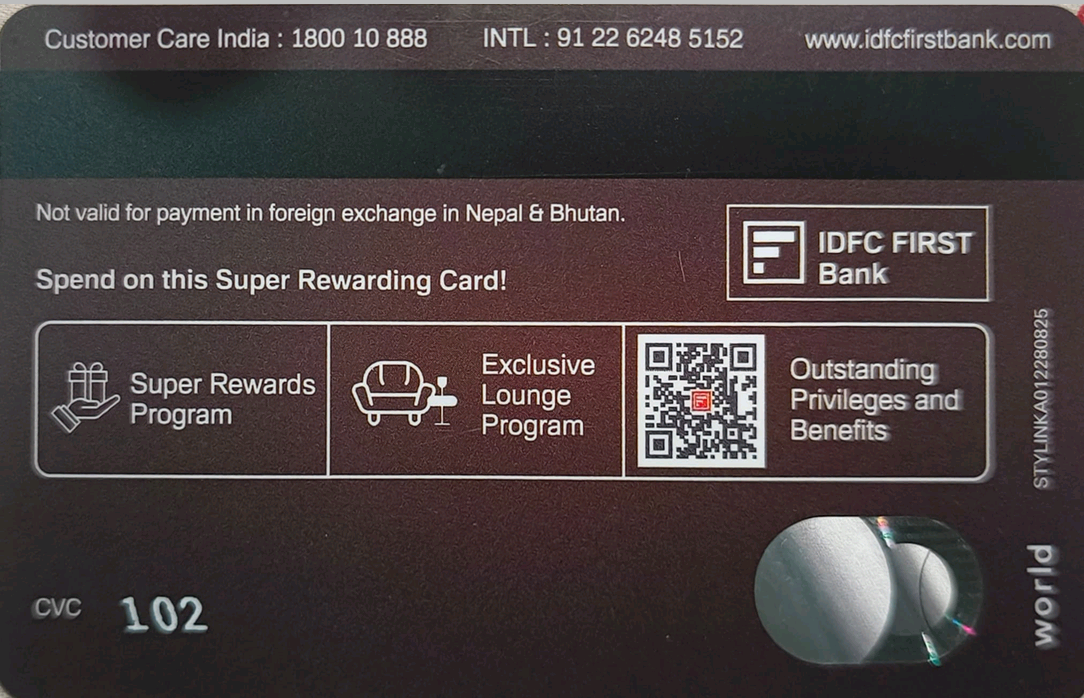 Customer Care India : 1800 10 888 INTL : 91 22 6248 5152 www.idfcfirstbank.com
Not valid for payment in foreign exchange in Nepal & Bhutan.
IDFC FIRST
Bank
Spend on this Super Rewarding Card!
Super Rewards
Program
Exclusive
Lounge
Program
Outstanding
Privileges and
Benefits
STYLINKA012280825
world
CVC 102